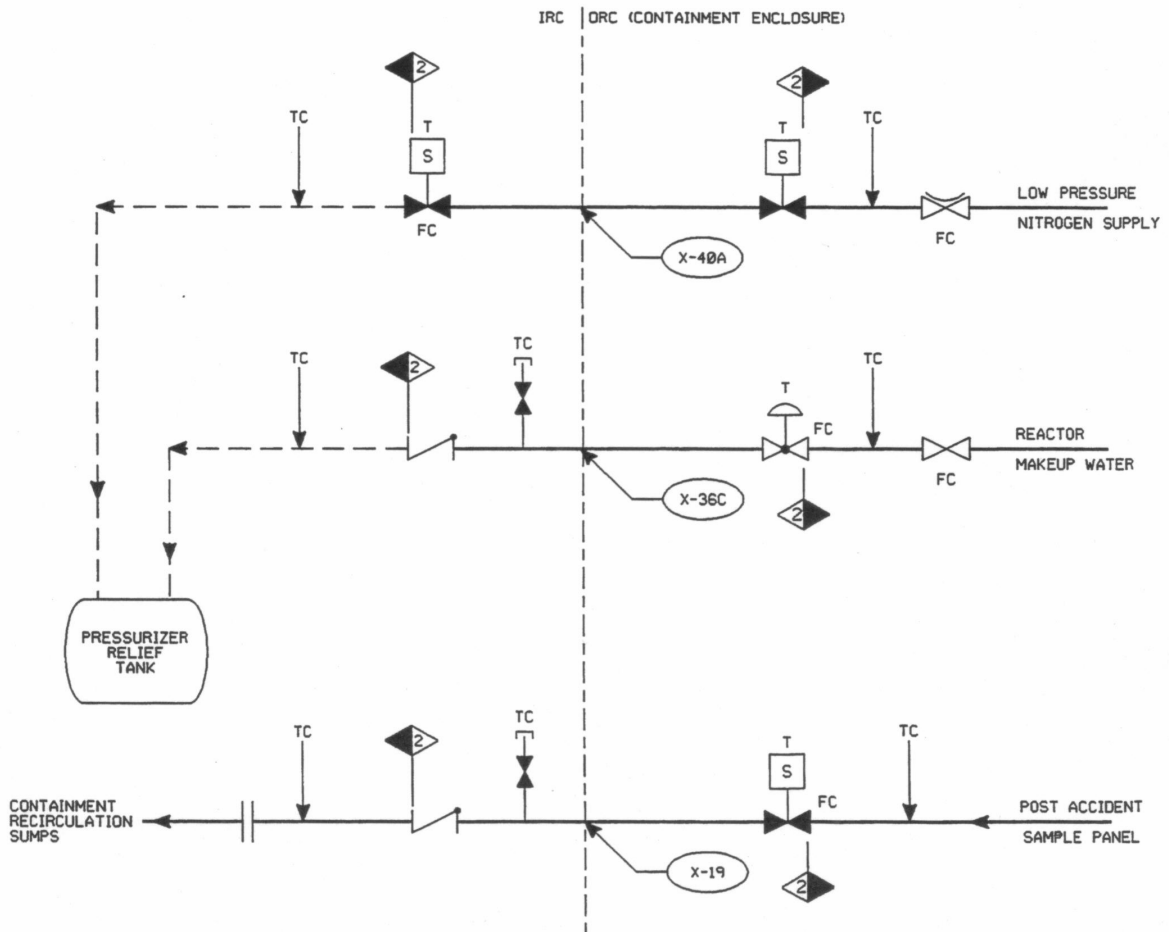 IRC ORC (CONTAINMENT ENCLOSURE)
2
2
TC
T
S
FC
T
S
TC
FC
LOW PRESSURE
NITROGEN SUPPLY
X-40A
TC
2
TC
T
FC
TC
FC
REACTOR
MAKEUP WATER
X-36C
2
PRESSURIZER
RELIEF
TANK
TC
2
TC
T
S
FC
TC
CONTAINMENT
RECIRCULATION
SUMPS
POST ACCIDENT
SAMPLE PANEL
X-19
2